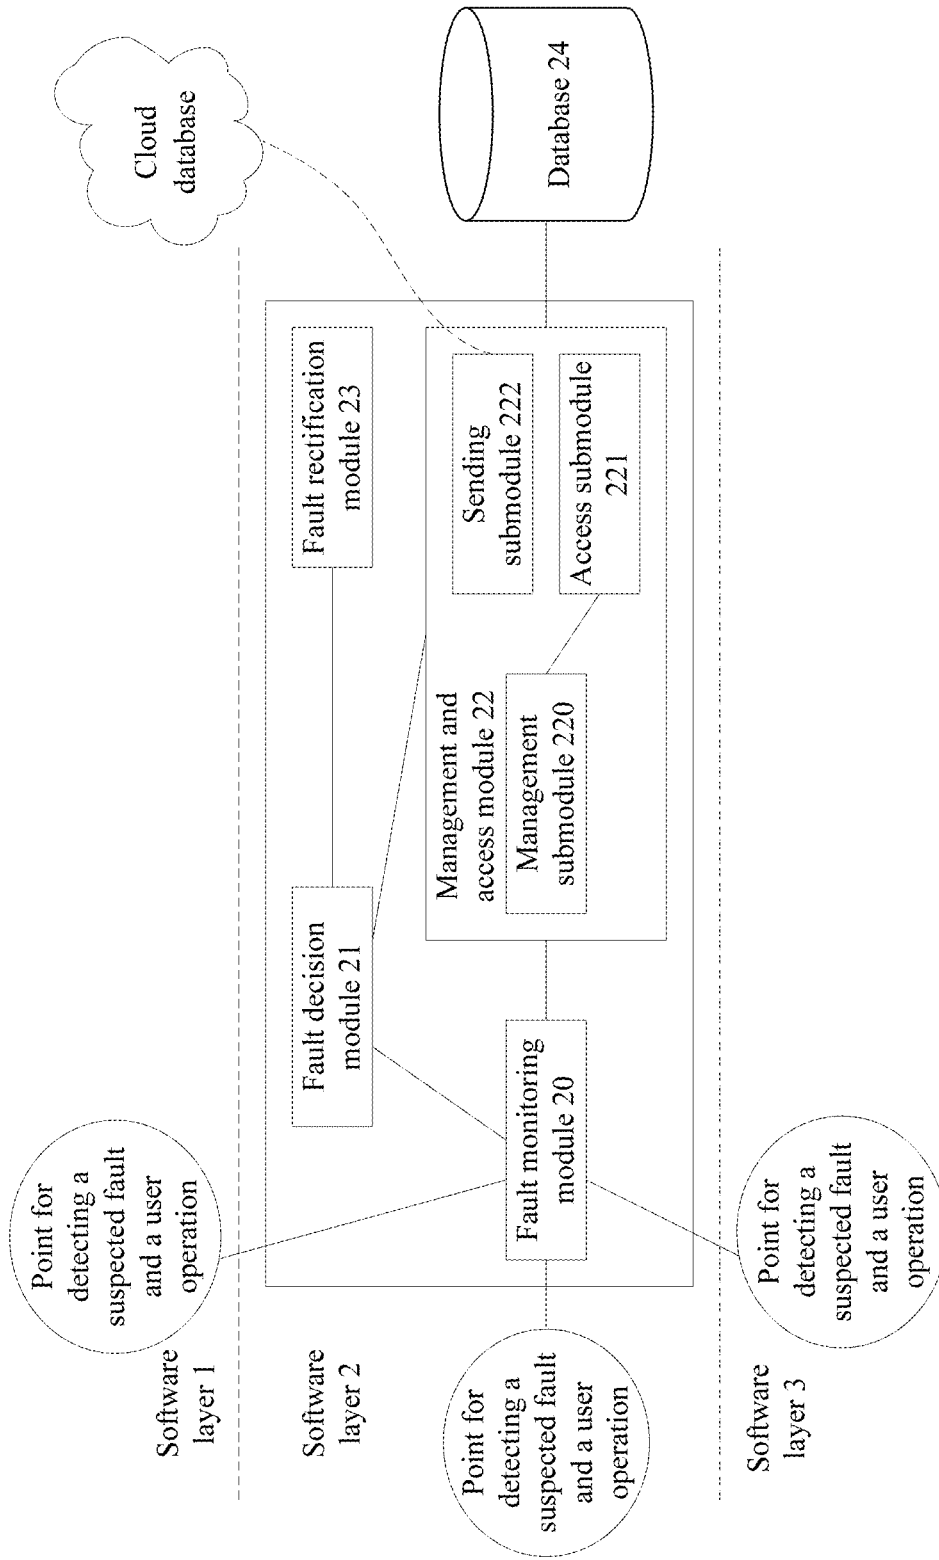 Software
layer 1
Point for
detecting a
suspected fault
and a user
operation
Cloud
database
Software
layer 2
Fault decision
module 21
Fault rectification
module 23
Point for
detecting a
suspected fault
and a user
operation
Fault monitoring
module 20
Management and
access module 22
Management
submodule 220
Sending
submodule 222
Access submodule
221
Database 24
Software
layer 3
Point for
detecting a
suspected fault
and a user
operation